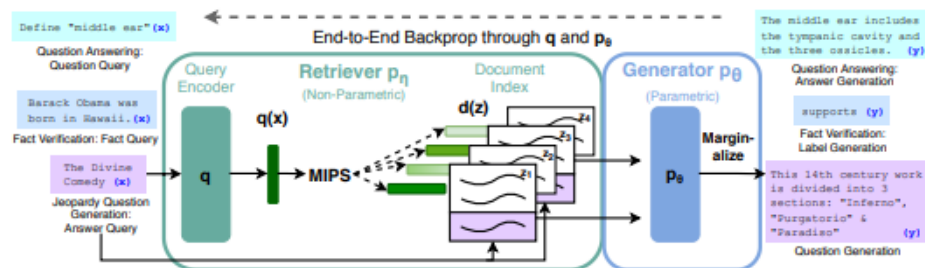 Define "middle ear"(x)
Question Answering:
Question Query
Barack Obama was
born in Hawaii.(x)
Fact Verification: Fact Query
The Divine
Comedy (x)
Jeopardy Question
Generation:
Answer Query
End-to-End Backprop through q and pθ
Query
Encoder
q
q(x)
Retriever pη
(Non-Parametric)
MIPS
Document
Index
d(z)
z4
z3
z2
z1
Generator pθ
(Parametric)
pθ
Margin-
alize
The middle ear includes
the tympanic cavity and
the three ossicles. (y)
Question Answering:
Answer Generation
supports (y)
Fact Verification:
Label Generation
This 14th century work
is divided into 3
sections: "Inferno",
"Purgatorio" &
"Paradiso" (y)
Question Generation